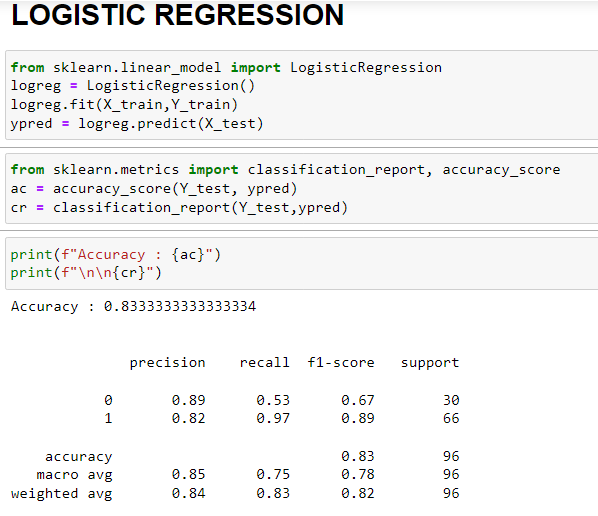 LOGISTIC REGRESSION
from sklearn.linear_model import LogisticRegression
logreg = LogisticRegression()
logreg.fit(X_train,Y_train)
ypred = logreg.predict(X_test)
from sklearn.metrics import classification_report, accuracy_score
ac = accuracy_score(Y_test, ypred)
cr = classification_report(Y_test,ypred)
print(f"Accuracy : {ac}")
print(f"\n\n{cr}")
Accuracy : 0.8333333333333334
precision recall f1-score support
0 0.89 0.53 0.67 30
1 0.82 0.97 0.89 66
accuracy 0.83 96
macro avg 0.85 0.75 0.78 96
weighted avg 0.84 0.83 0.82 96